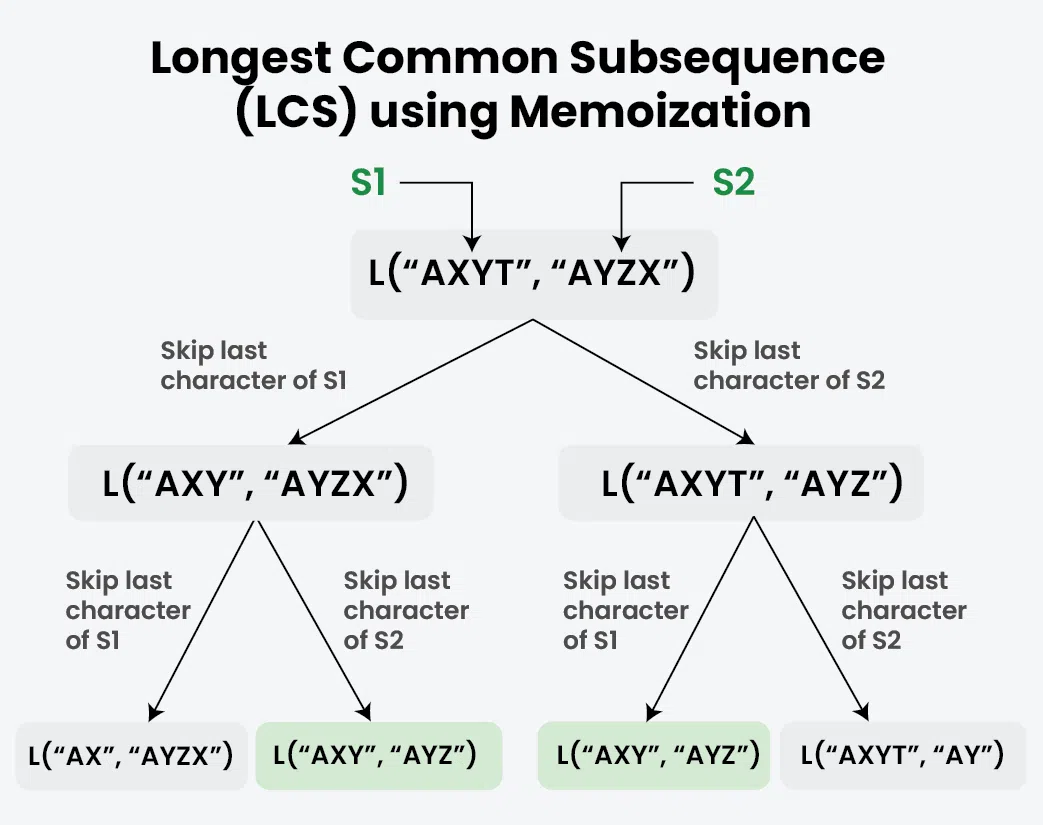 Longest Common Subsequence
(LCS) using Memoization
S1
S2
L(“AXYT”, “AYZX”)
Skip last
character of S1
Skip last
character of S2
L(“AXY”, “AYZX”)
L(“AXYT”, “AYZ”)
Skip last
character
of S1
Skip last
character
of S2
Skip last
character
of S1
Skip last
character
of S2
L(“AX”, “AYZX”)
L(“AXY”, “AYZ”)
L(“AXY”, “AYZ”)
L(“AXYT”, “AY”)